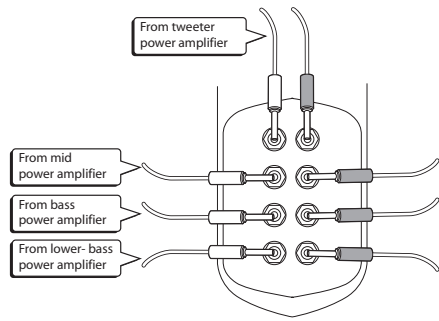 From tweeter
power amplifier
From mid
power amplifier
From bass
power amplifier
From lower- bass
power amplifier